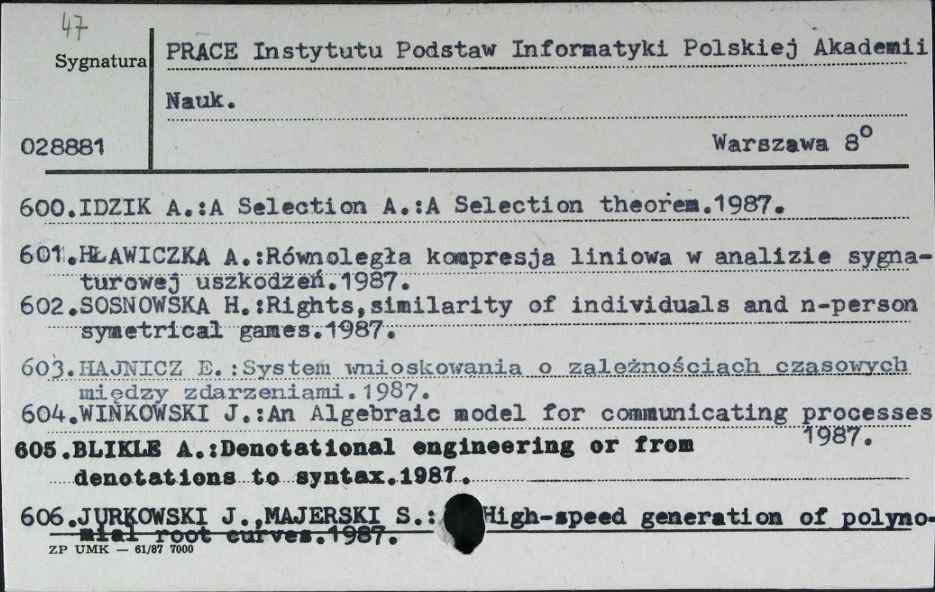 47
Sygnatura
PRACE Instytutu Podstaw Informatyki Polskiej Akademii
Nauk.
028881
Warszawa 8°
600.IDZIK A.:A Selection A.:A Selection theorem.1987.
601.HŁAWICZKA A.:Równoległa kompresja liniowa w analizie sygna-
turowej uszkodzeń.1987.
602.SOSNOWSKA H.:Rights,similarity of individuals and n-person
symetrical games.1987.
603.HAJNICZ E.:System wnioskowania o zależnościach czasowych
między zdarzeniami.1987.
604.WINKOWSKI J.:An Algebraic model for communicating processes
1987.
605.BLIKLE A.:Denotational engineering or from
denotations to syntax.1987.
606.JURKOWSKI J.,MAJERSKI S.: High-speed generation of polyno-
mial root curves.1987.
ZP UMK — 61/87 7000